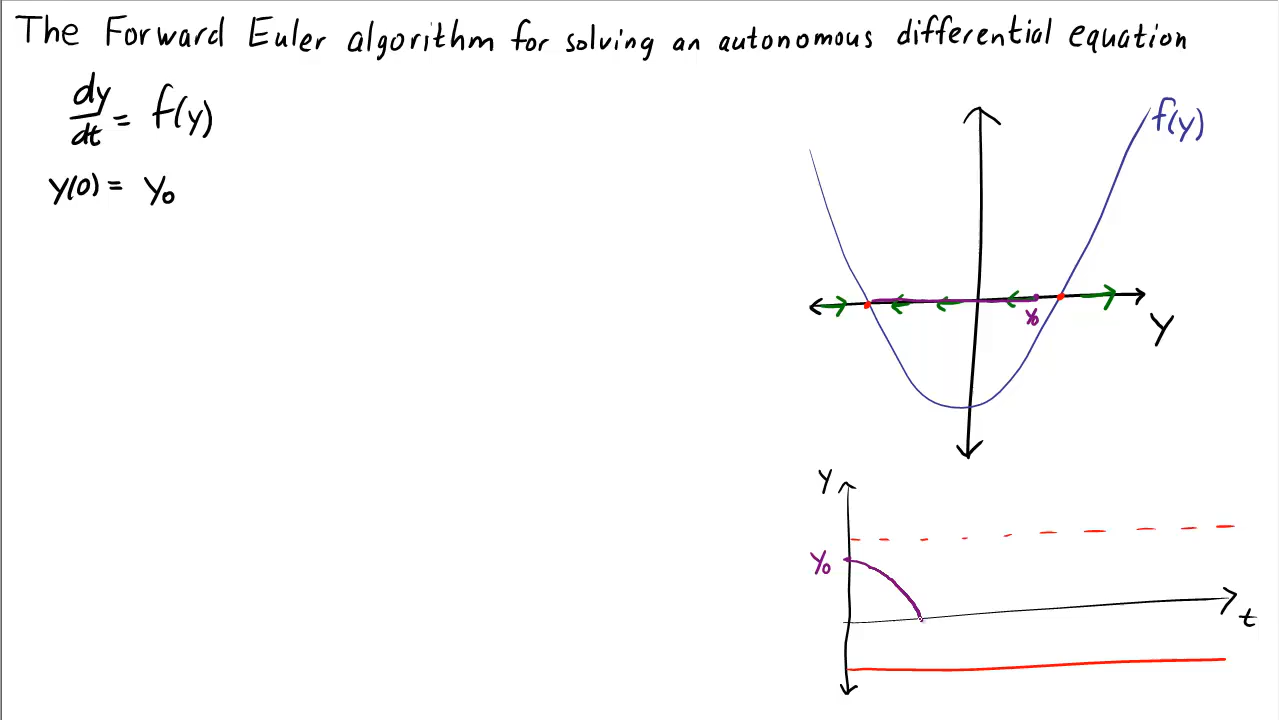 The Forward Euler algorithm for solving an autonomous differential equation
dy/dt = f(y)
y(0) = y₀
f(y)
y₀
y
y
y₀
t